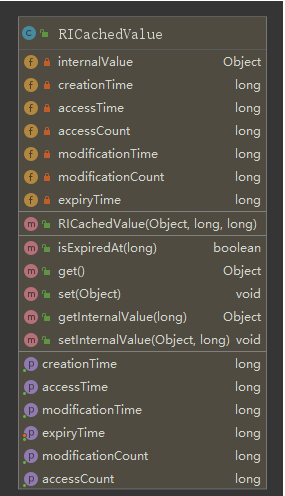 RICachedValue
internalValue Object
creationTime long
accessTime long
accessCount long
modificationTime long
modificationCount long
expiryTime long
RICachedValue(Object, long, long)
isExpiredAt(long) boolean
get() Object
set(Object) void
getInternalValue(long) Object
setInternalValue(Object, long) void
creationTime long
accessTime long
modificationTime long
expiryTime long
modificationCount long
accessCount long